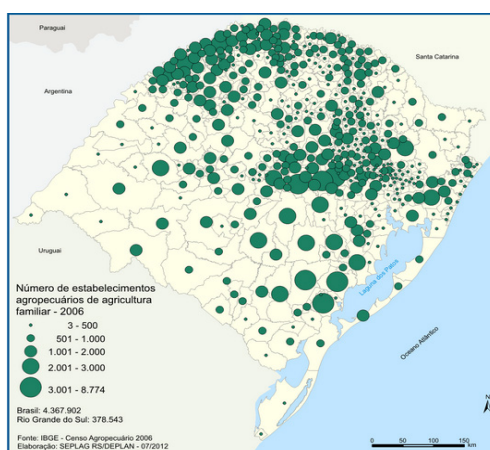 Paraguai
Santa Catarina
Argentina
Uruguai
Laguna dos Patos
Oceano Atlântico
Número de estabelecimentos
agropecuários de agricultura
familiar - 2006
3 - 500
501 - 1.000
1.001 - 2.000
2.001 - 3.000
3.001 - 8.774
Brasil: 4.367.902
Rio Grande do Sul: 378.543
Fonte: IBGE - Censo Agropecuário 2006
Elaboração: SEPLAG RS/DEPLAN - 07/2012
N
0 50 100 150
km